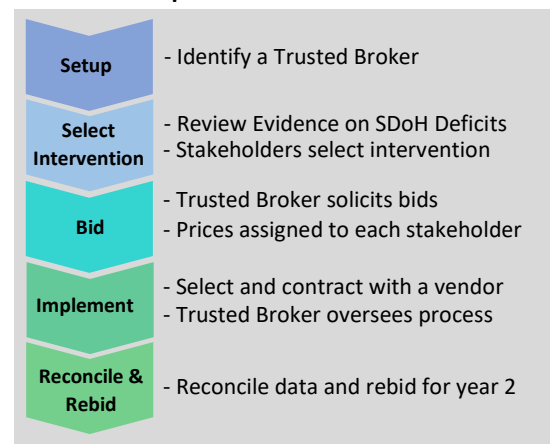 Setup
- Identify a Trusted Broker
Select
Intervention
- Review Evidence on SDoH Deficits
- Stakeholders select intervention
Bid
- Trusted Broker solicits bids
- Prices assigned to each stakeholder
Implement
- Select and contract with a vendor
- Trusted Broker oversees process
Reconcile &
Rebid
- Reconcile data and rebid for year 2